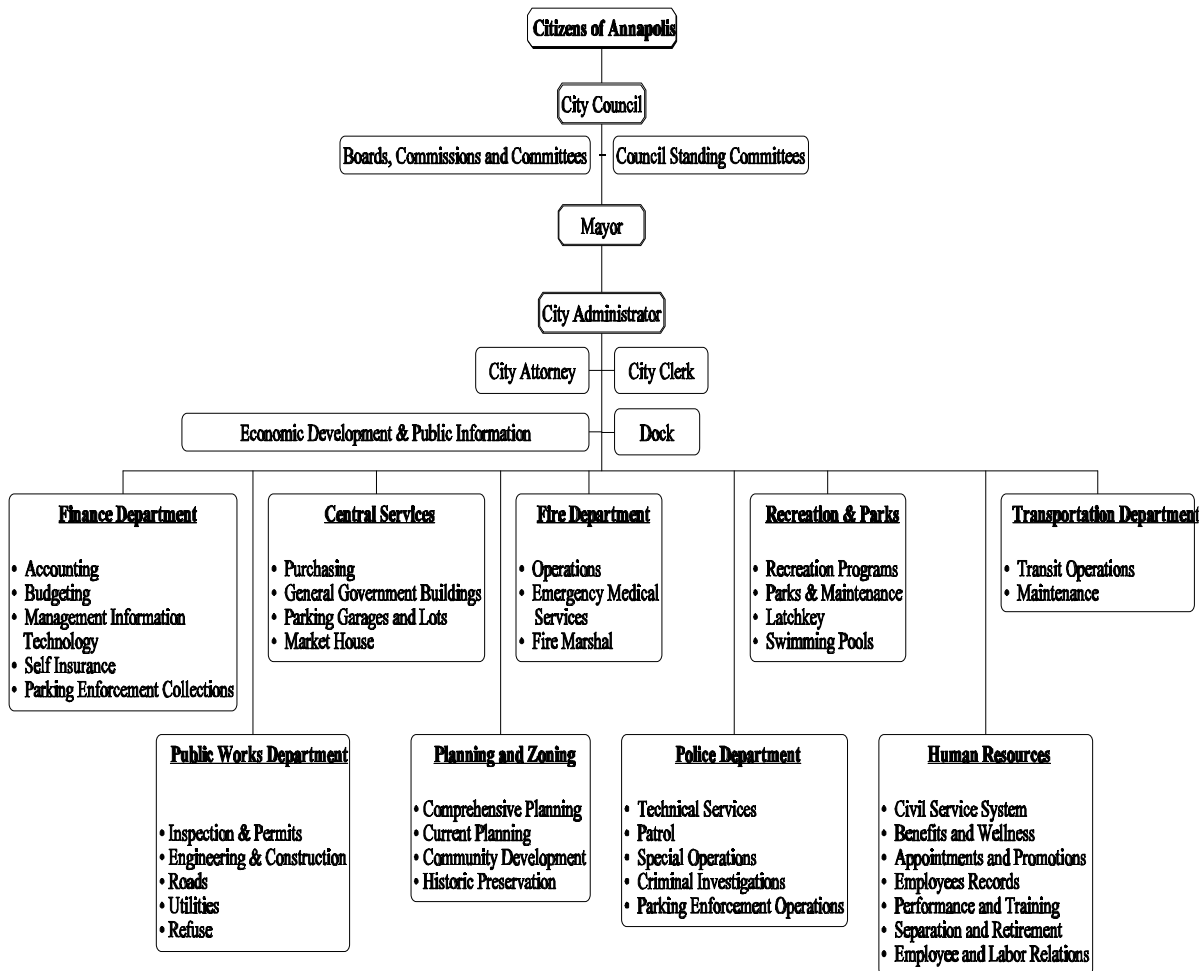 Citizens of Annapolis
City Council
Boards, Commissions and Committees
Council Standing Committees
Mayor
City Administrator
City Attorney
City Clerk
Economic Development & Public Information
Dock
Finance Department
• Accounting
• Budgeting
• Management Information
Technology
• Self Insurance
• Parking Enforcement Collections
Central Services
• Purchasing
• General Government Buildings
• Parking Garages and Lots
• Market House
Fire Department
• Operations
• Emergency Medical
Services
• Fire Marshal
Recreation & Parks
• Recreation Programs
• Parks & Maintenance
• Latchkey
• Swimming Pools
Transportation Department
• Transit Operations
• Maintenance
Public Works Department
• Inspection & Permits
• Engineering & Construction
• Roads
• Utilities
• Refuse
Planning and Zoning
• Comprehensive Planning
• Current Planning
• Community Development
• Historic Preservation
Police Department
• Technical Services
• Patrol
• Special Operations
• Criminal Investigations
• Parking Enforcement Operations
Human Resources
• Civil Service System
• Benefits and Wellness
• Appointments and Promotions
• Employees Records
• Performance and Training
• Separation and Retirement
• Employee and Labor Relations